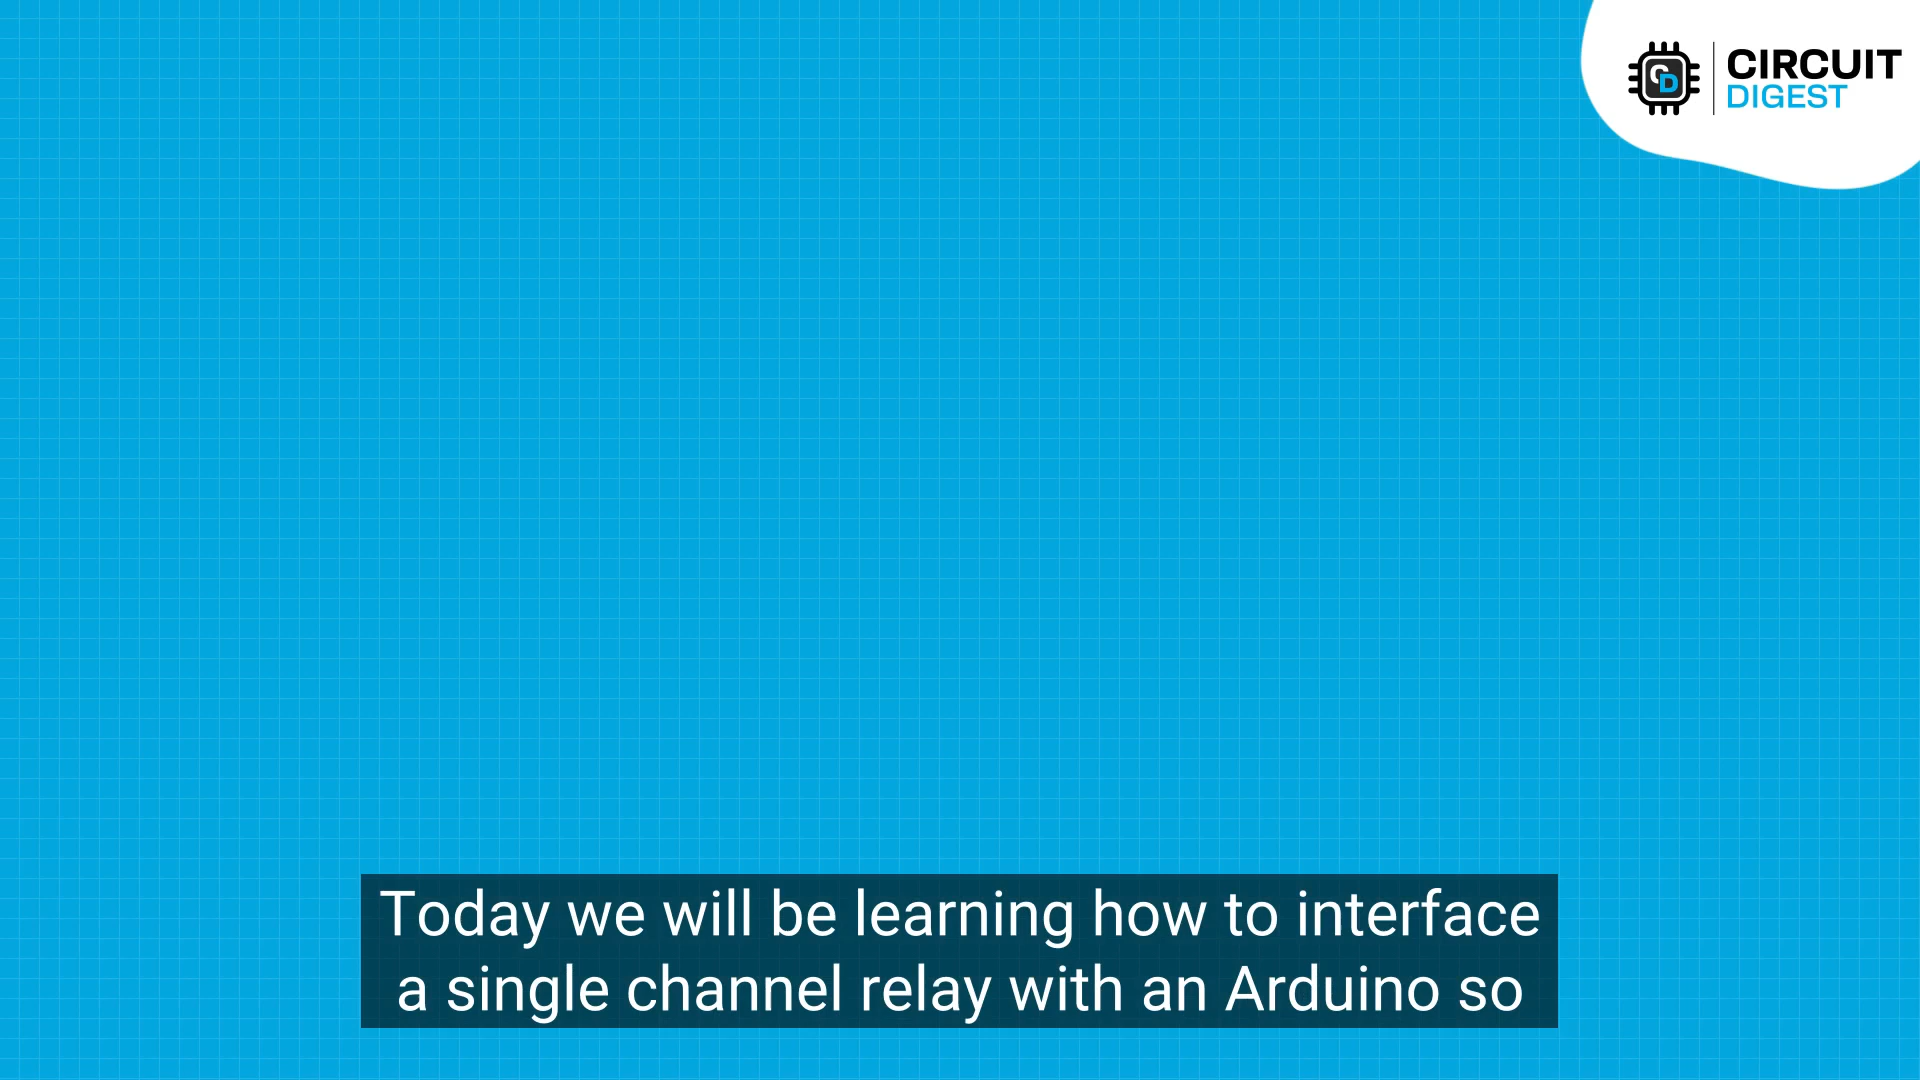 CIRCUIT
DIGEST
Today we will be learning how to interface
a single channel relay with an Arduino so